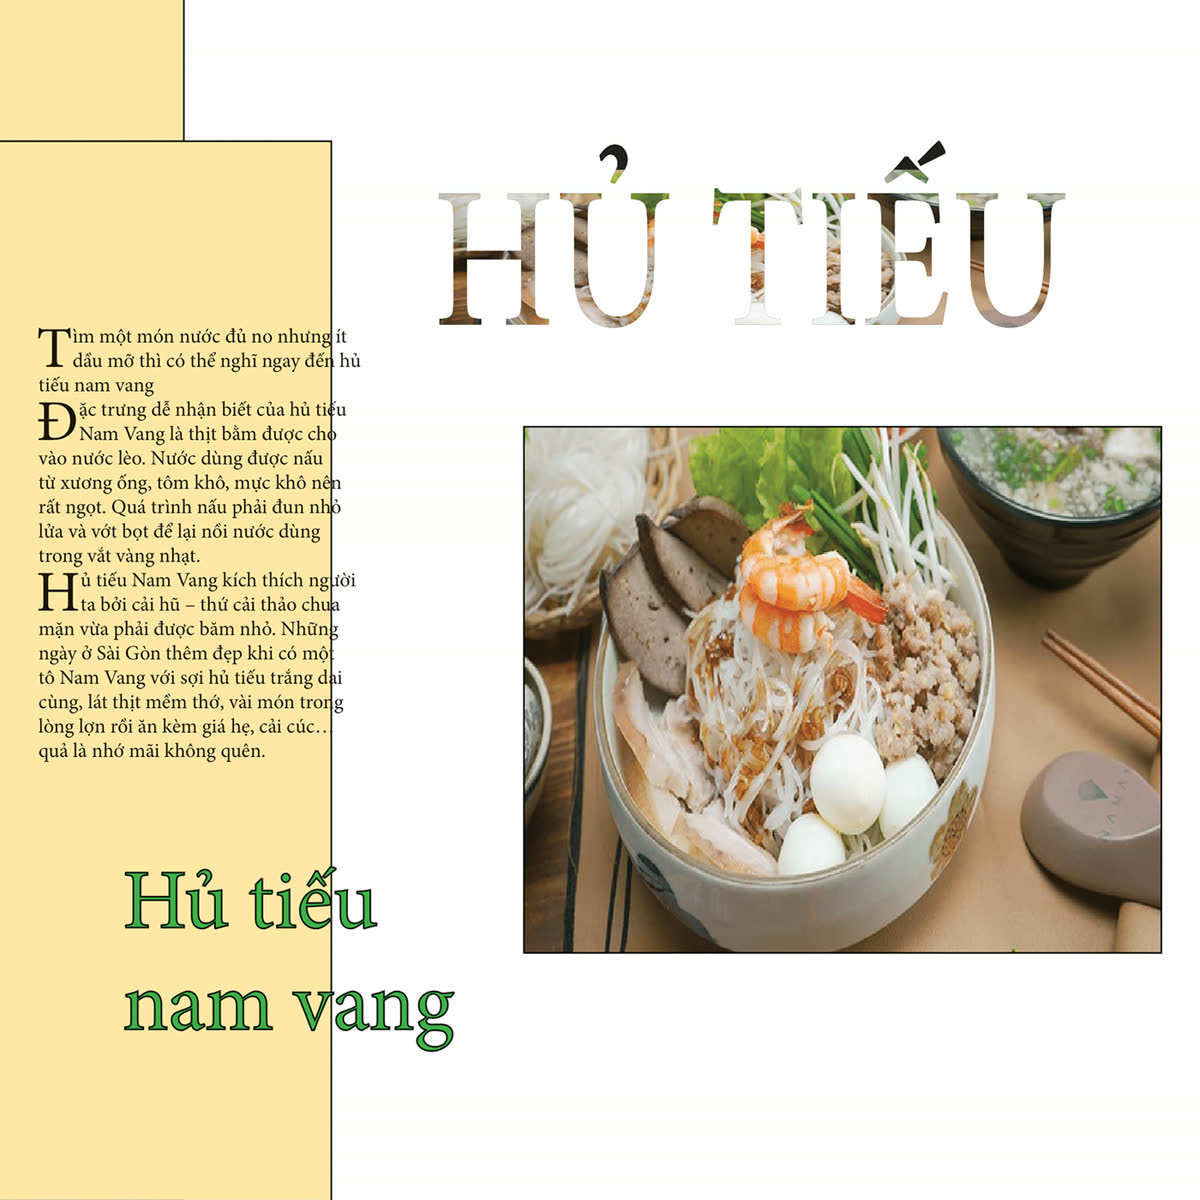 HỦ TIẾU
Tìm một món nước đủ no nhưng ít
dầu mỡ thì có thể nghĩ ngay đến hủ
tiếu nam vang
Đặc trưng dễ nhận biết của hủ tiếu
Nam Vang là thịt bằm được cho
vào nước lèo. Nước dùng được nấu
từ xương ống, tôm khô, mực khô nên
rất ngọt. Quá trình nấu phải đun nhỏ
lửa và vớt bọt để lại nồi nước dùng
trong vắt vàng nhạt.
Hủ tiếu Nam Vang kích thích người
ta bởi cải hũ – thứ cải thảo chua
mặn vừa phải được băm nhỏ. Những
ngày ở Sài Gòn thêm đẹp khi có một
tô Nam Vang với sợi hủ tiếu trắng dai
cùng, lát thịt mềm thớ, vài món trong
lòng lợn rồi ăn kèm giá hẹ, cải cúc…
quả là nhớ mãi không quên.
Hủ tiếu
nam vang